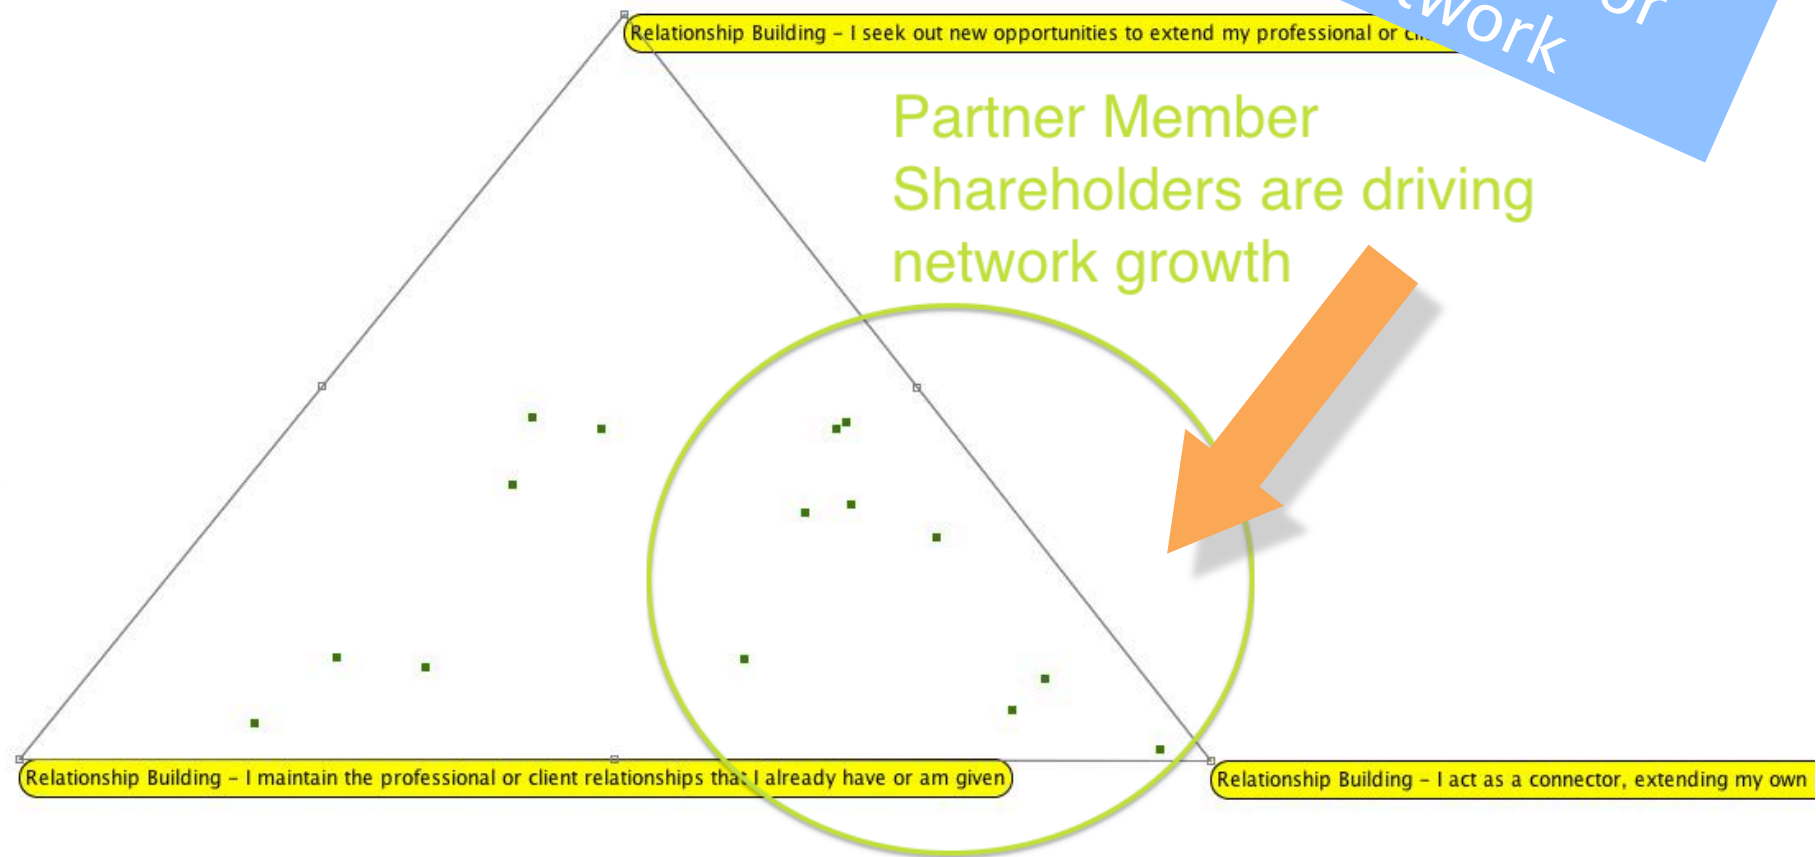 or
work
Relationship Building – I seek out new opportunities to extend my professional or
Partner Member
Shareholders are driving
network growth
Relationship Building – I maintain the professional or client relationships that I already have or am given
Relationship Building – I act as a connector, extending my own